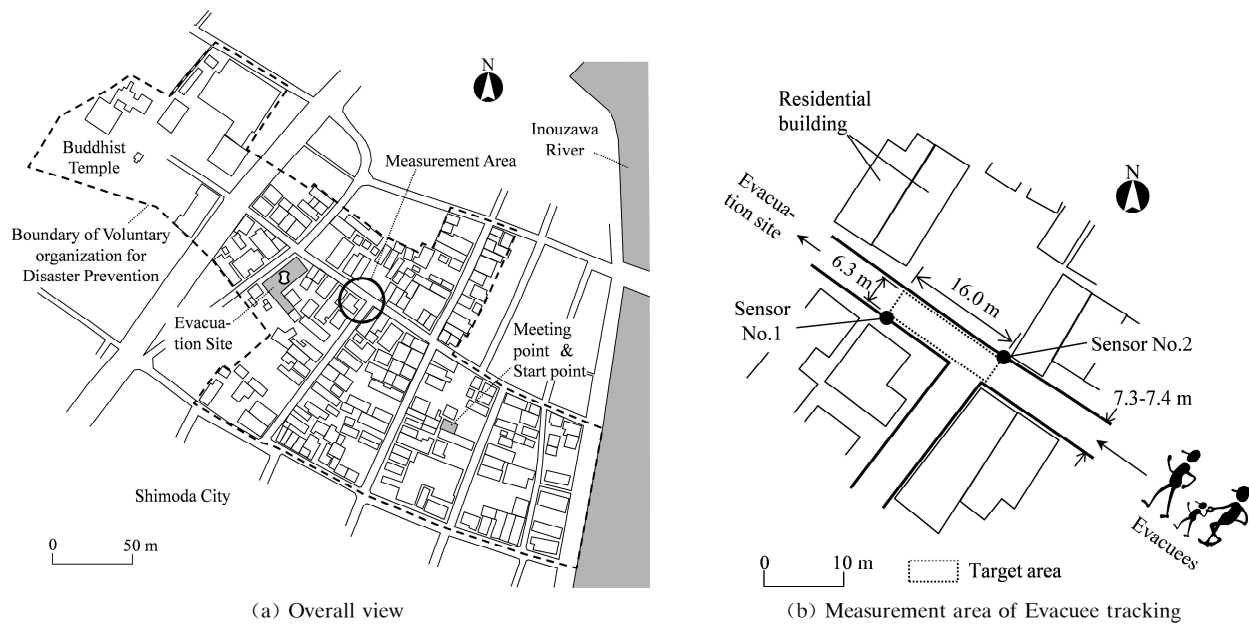 N
Inouzawa
River
Buddhist
Temple
Measurement Area
Boundary of Voluntary
organization for
Disaster Prevention
Evacua-
tion Site
Meeting
point &
Start point
Shimoda City
0 50 m
(a) Overall view
Residential
building
N
Evacua-
tion site
6.3 m
16.0 m
Sensor
No.1
Sensor No.2
7.3-7.4 m
Evacuees
0 10 m
Target area
(b) Measurement area of Evacuee tracking